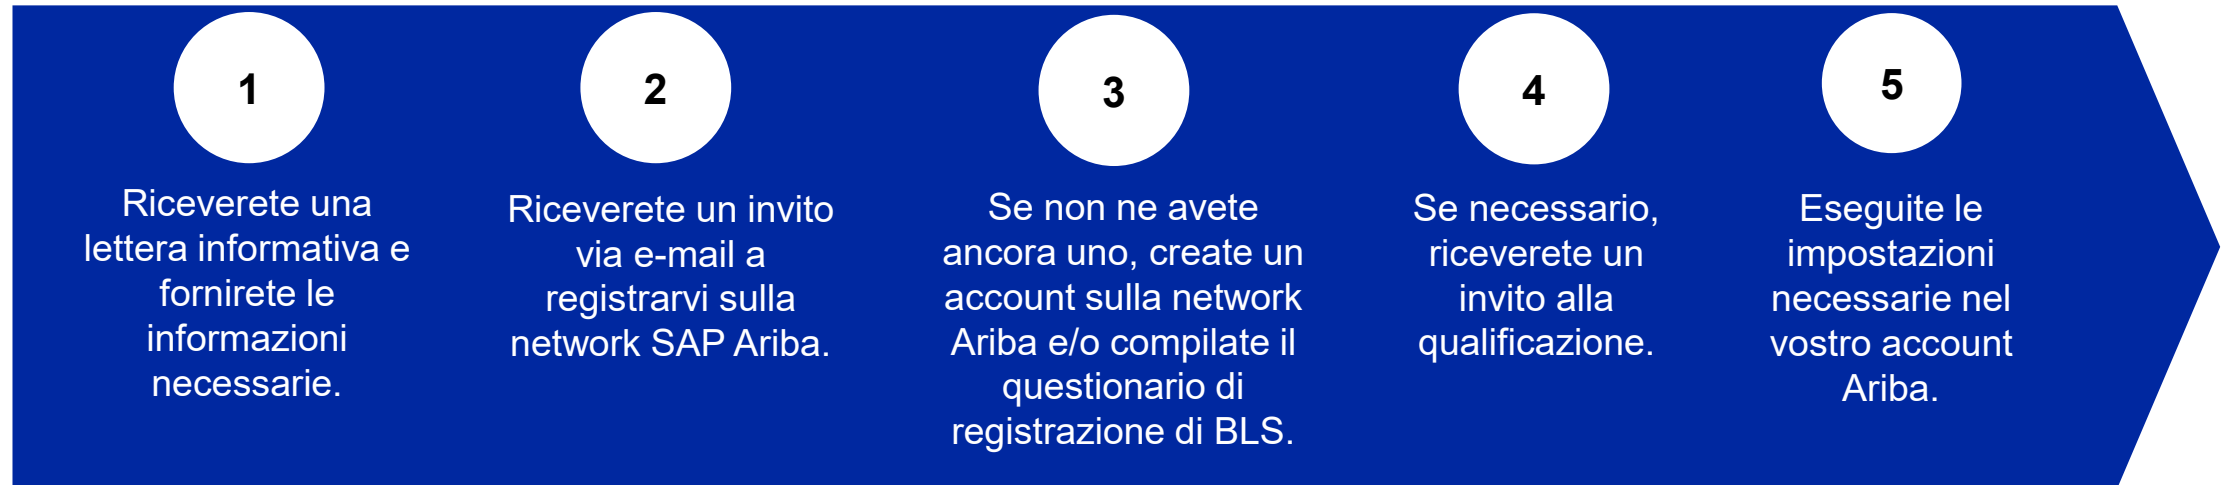 1
Riceverete una
lettera informativa e
fornirete le
informazioni
necessarie.
2
Riceverete un invito
via e-mail a
registrarvi sulla
network SAP Ariba.
3
Se non ne avete
ancora uno, create un
account sulla network
Ariba e/o compilate il
questionario di
registrazione di BLS.
4
Se necessario,
riceverete un
invito alla
qualificazione.
5
Eseguite le
impostazioni
necessarie nel
vostro account
Ariba.